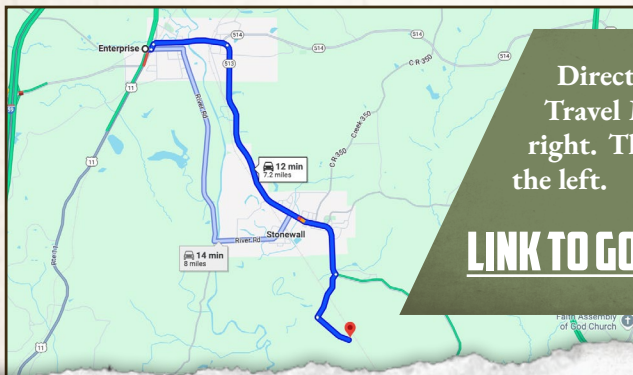 514
514
514
Enterprise
513
C R 350
11
River Rd
Creek 350
59
11
C R 350
12 min
7.2 miles
River Rd
Stonewall
14 min
8 miles
11
Faith Assembly
of God Church
Direct
Travel
right. Th
the left.
LINK TO GO